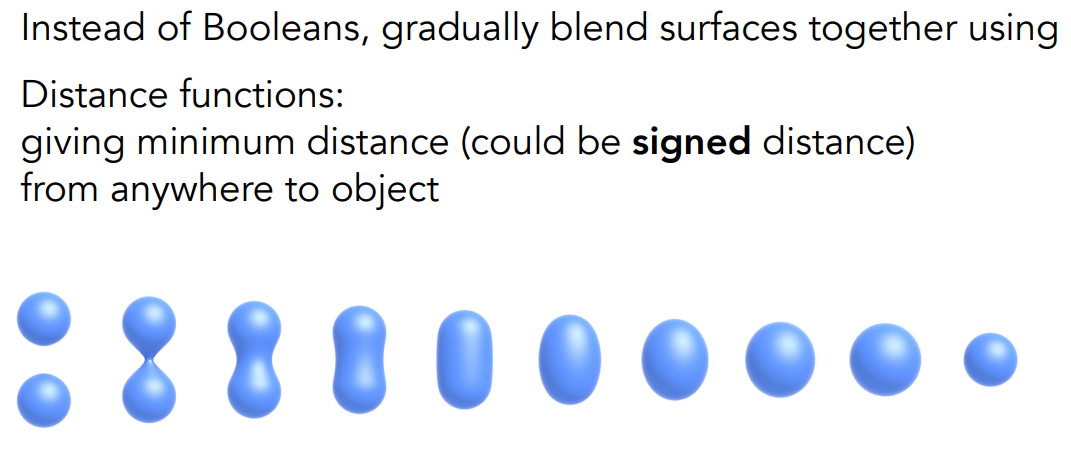 Instead of Booleans, gradually blend surfaces together using
Distance functions:
giving minimum distance (could be signed distance)
from anywhere to object